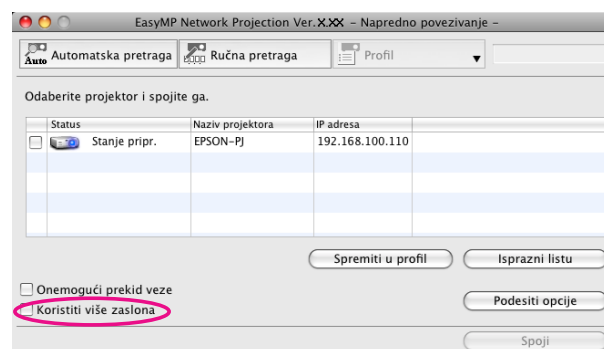 EasyMP Network Projection Ver.X.XX – Napredno povezivanje –
Auto Automatska pretraga Ručna pretraga Profil
Odaberite projektor i spojite ga.
Status Naziv projektora IP adresa
Stanje pripr. EPSON-PJ 192.168.100.110
Spremiti u profil Isprazni listu
Onemogući prekid veze
Koristiti više zaslona
Podesiti opcije
Spoji